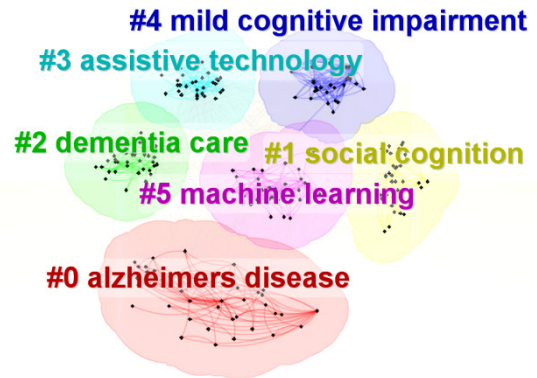 #4 mild cognitive impairment
#3 assistive technology
#2 dementia care
#1 social cognition
#5 machine learning
#0 alzheimers disease